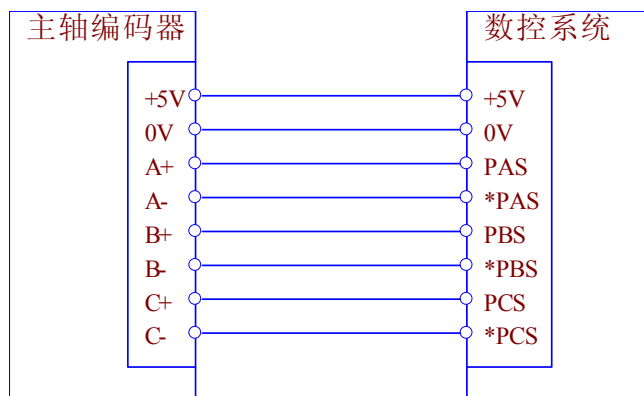 主轴编码器 数控系统
+5V +5V
0V 0V
A+ PAS
A- *PAS
B+ PBS
B- *PBS
C+ PCS
C- *PCS